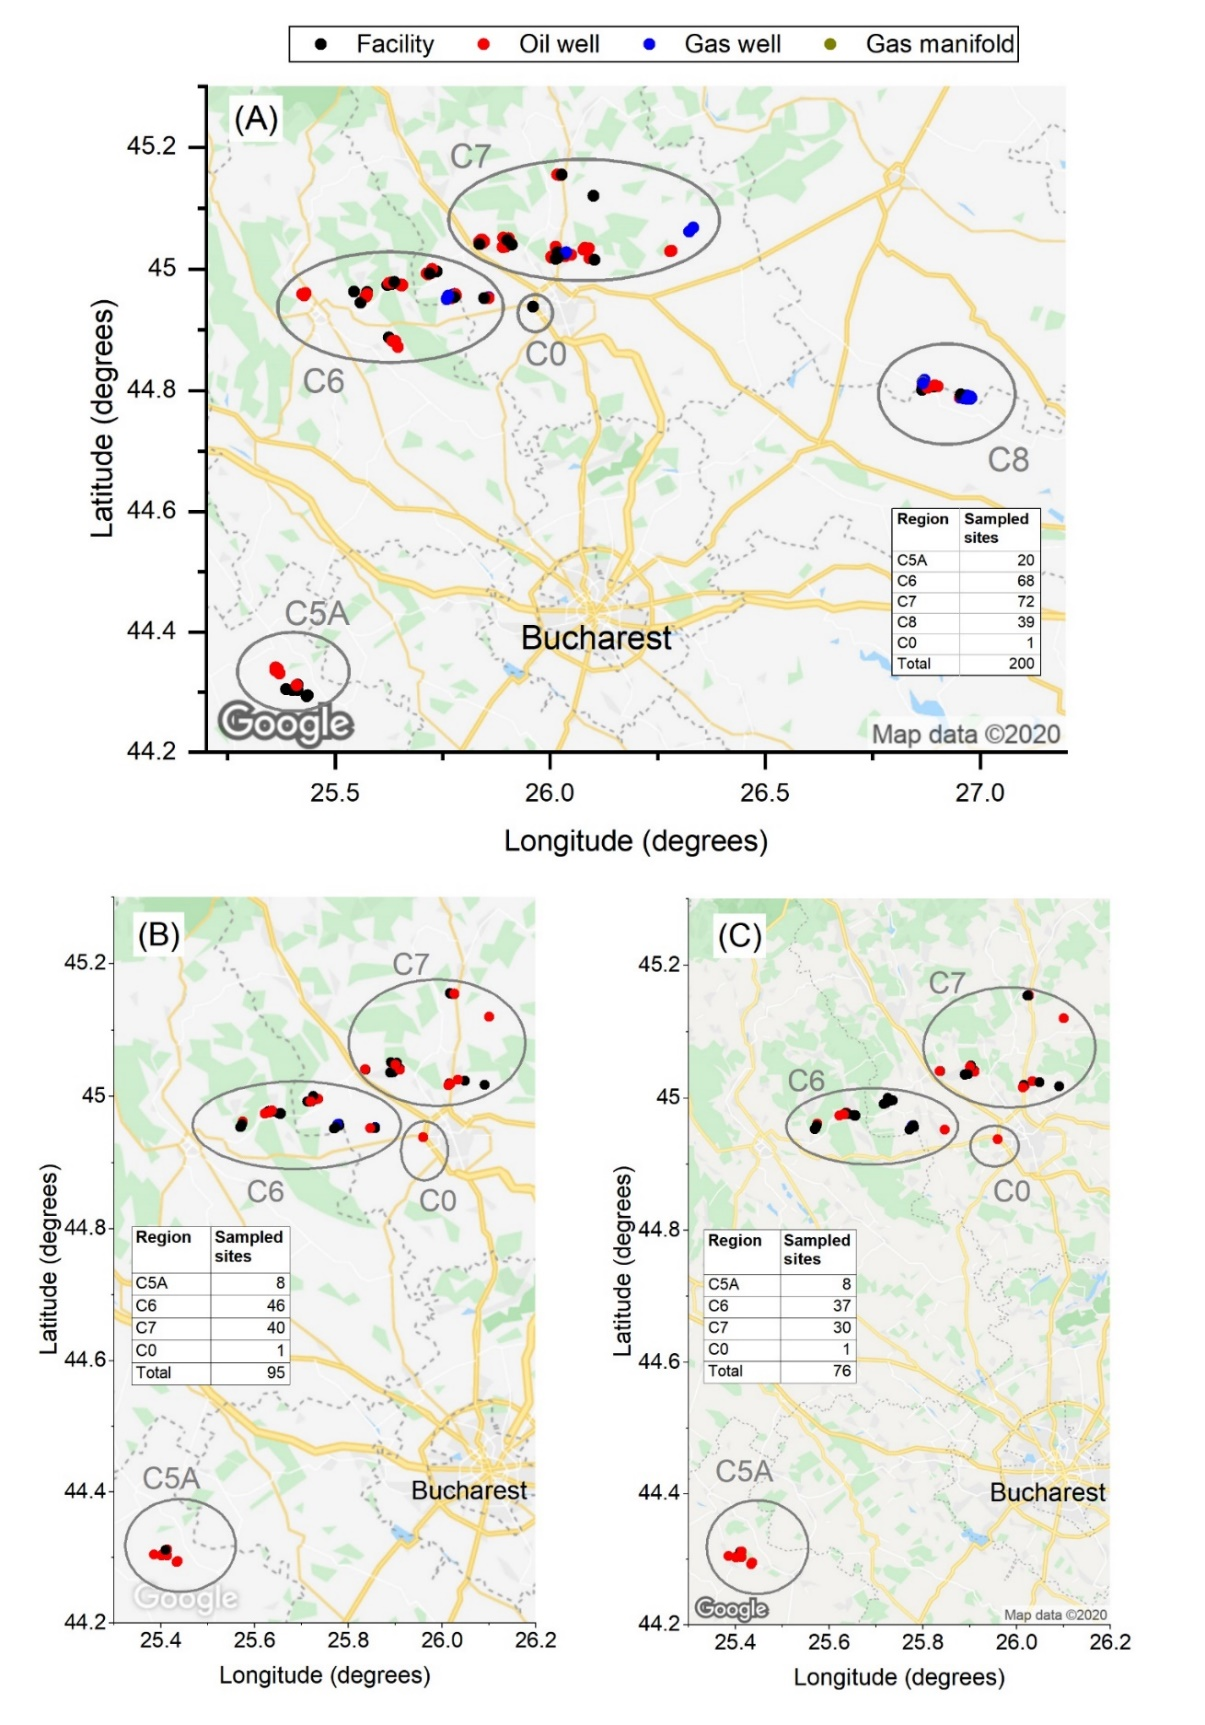 Facility Oil well Gas well Gas manifold
(A)
C7
C6
C0
C8
C5A
Bucharest
Google
Map data ©2020
45.2
45
44.8
44.6
44.4
44.2
Latitude (degrees)
25.5 26.0 26.5 27.0
Longitude (degrees)
Region Sampled
sites
C5A 20
C6 68
C7 72
C8 39
C0 1
Total 200
(B)
C7
C6
C0
C5A
Bucharest
Google
45.2
45
44.8
44.6
44.4
44.2
Latitude (degrees)
25.4 25.6 25.8 26.0 26.2
Longitude (degrees)
Region Sampled
sites
C5A 8
C6 46
C7 40
C0 1
Total 95
(C)
C7
C6
C0
C5A
Bucharest
Google
Map data ©2020
45.2
45
44.8
44.6
44.4
44.2
Latitude (degrees)
25.4 25.6 25.8 26.0 26.2
Longitude (degrees)
Region Sampled
sites
C5A 8
C6 37
C7 30
C0 1
Total 76